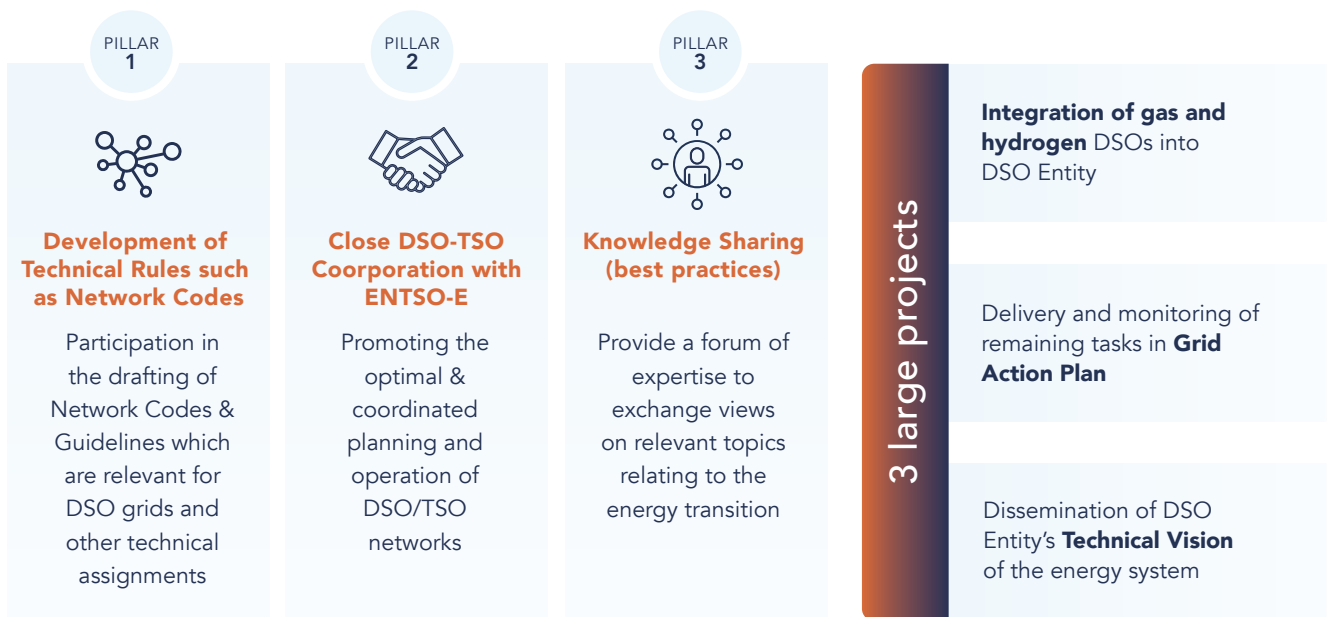 PILLAR
1
Development of
Technical Rules such
as Network Codes
Participation in
the drafting of
Network Codes &
Guidelines which
are relevant for
DSO grids and
other technical
assignments
PILLAR
2
Close DSO-TSO
Coorporation with
ENTSO-E
Promoting the
optimal &
coordinated
planning and
operation of
DSO/TSO
networks
PILLAR
3
Knowledge Sharing
(best practices)
Provide a forum of
expertise to
exchange views
on relevant topics
relating to the
energy transition
3 large projects
Integration of gas and
hydrogen DSOs into
DSO Entity
Delivery and monitoring of
remaining tasks in Grid
Action Plan
Dissemination of DSO
Entity’s Technical Vision
of the energy system